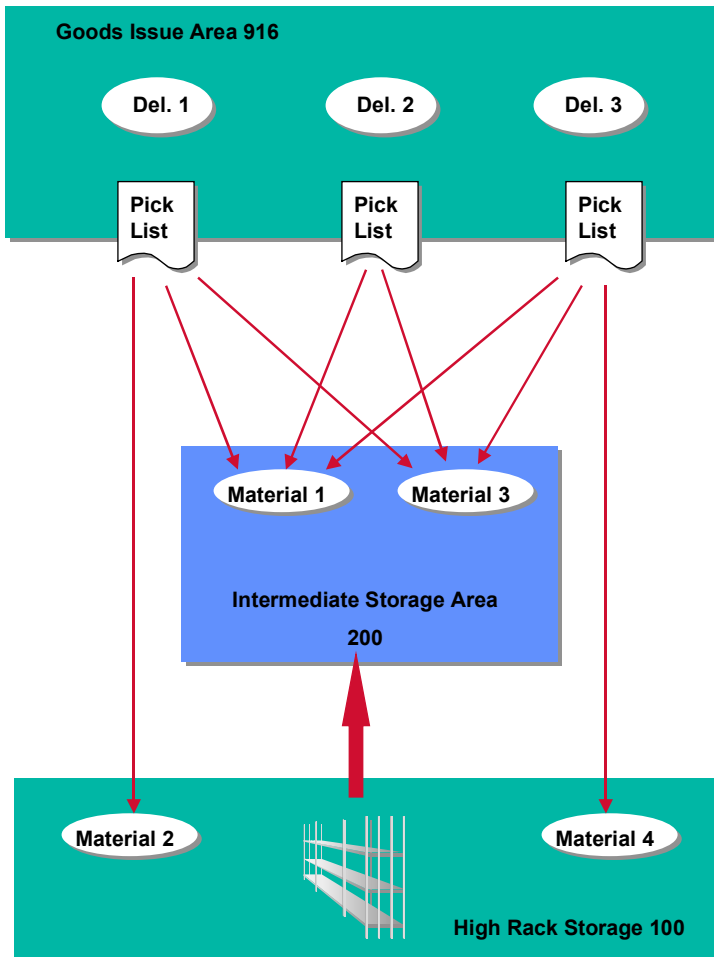 Goods Issue Area 916
Del. 1
Del. 2
Del. 3
Pick
List
Pick
List
Pick
List
Material 1
Material 3
Intermediate Storage Area
200
Material 2
Material 4
High Rack Storage 100